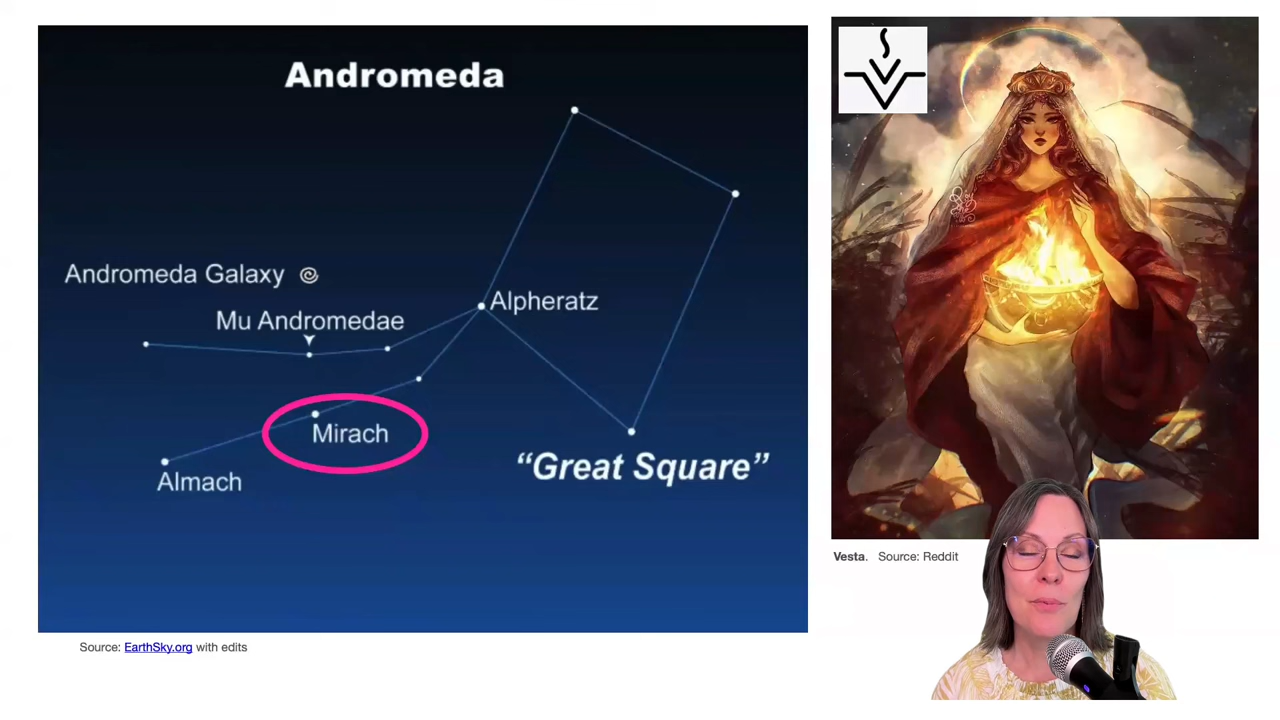 Andromeda
Andromeda Galaxy
Mu Andromedae
Alpheratz
Mirach
Almach
“Great Square”
Source: EarthSky.org with edits
Vesta. Source: Reddit